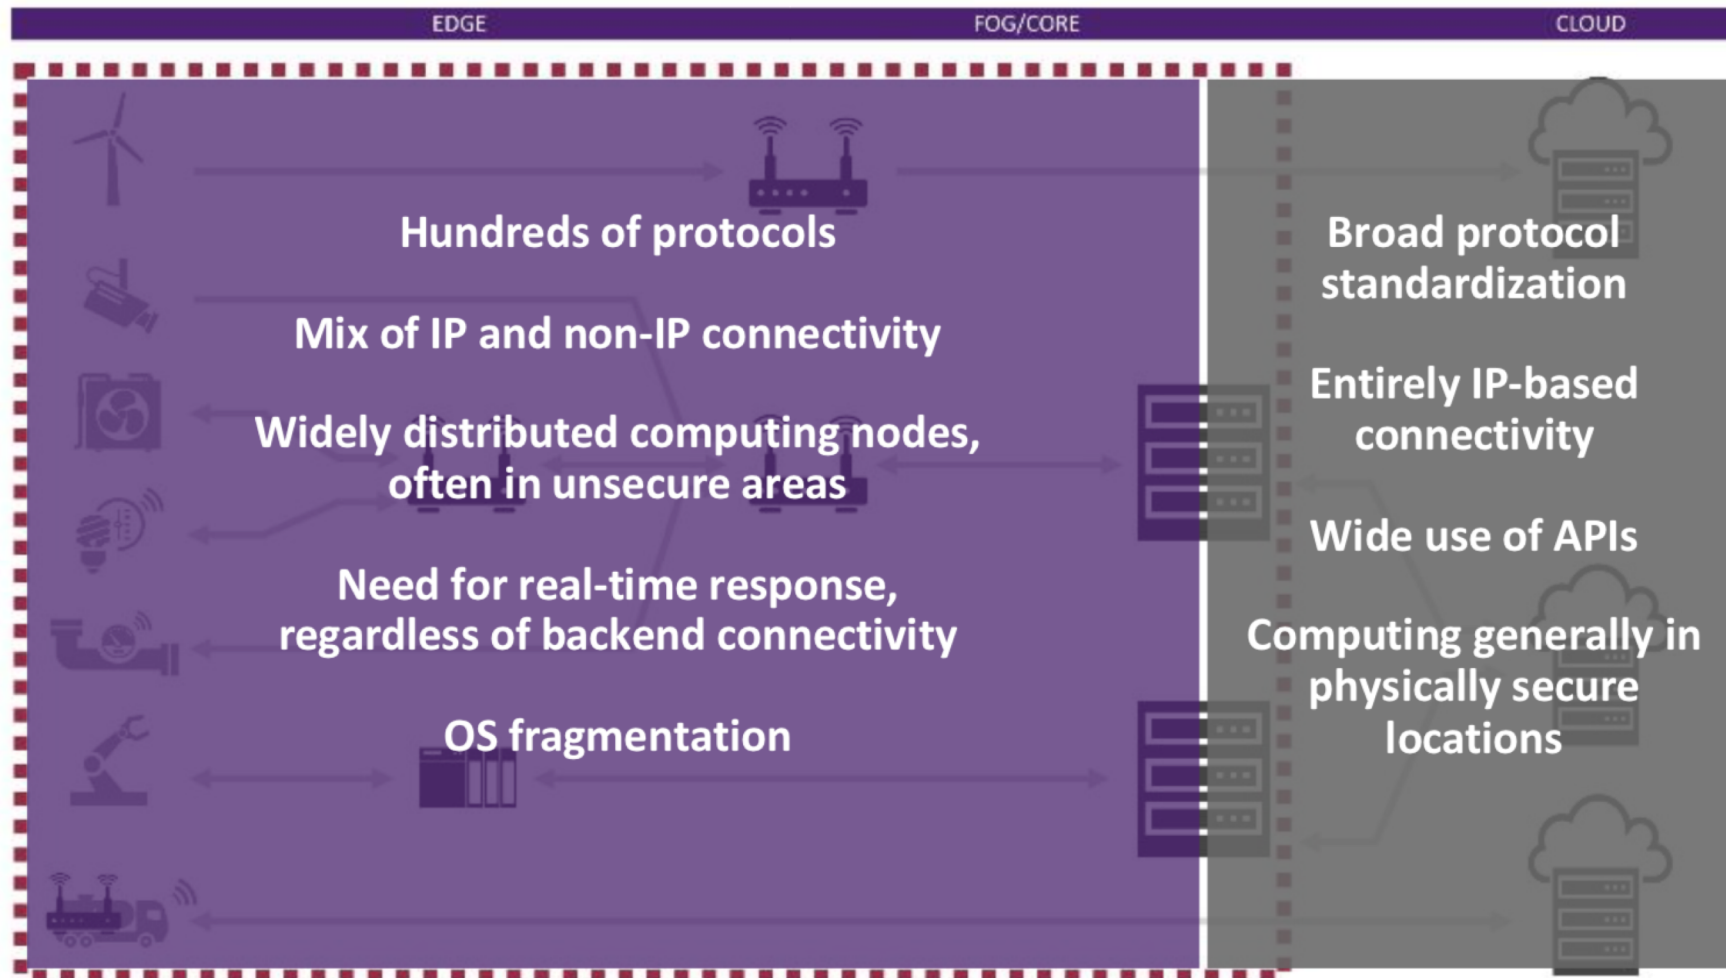 EDGE
FOG/CORE
CLOUD
Hundreds of protocols
Mix of IP and non-IP connectivity
Widely distributed computing nodes,
often in unsecure areas
Need for real-time response,
regardless of backend connectivity
OS fragmentation
Broad protocol
standardization
Entirely IP-based
connectivity
Wide use of APIs
Computing generally in
physically secure
locations